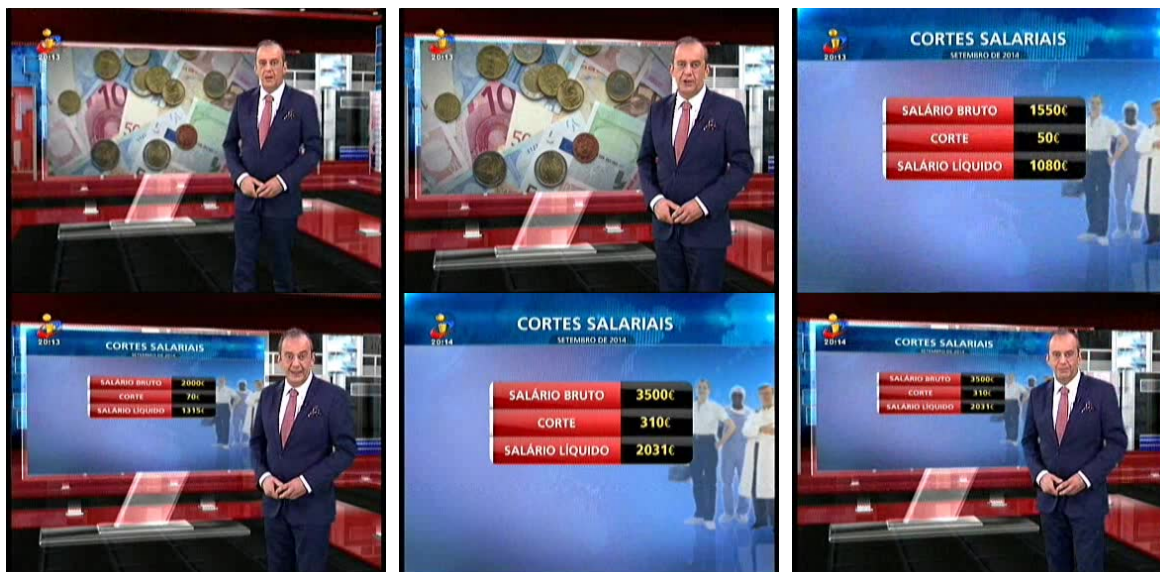 20:13
20:13
20:13
CORTES SALARIAIS
SETEMBRO DE 2014
SALÁRIO BRUTO 1550€
CORTE 50€
SALÁRIO LÍQUIDO 1080€
20:13
CORTES SALARIAIS
SETEMBRO DE 2014
SALÁRIO BRUTO 2000€
CORTE 70€
SALÁRIO LÍQUIDO 1315€
20:14
CORTES SALARIAIS
SETEMBRO DE 2014
SALÁRIO BRUTO 3500€
CORTE 310€
SALÁRIO LÍQUIDO 2031€
20:14
CORTES SALARIAIS
SETEMBRO DE 2014
SALÁRIO BRUTO 3500€
CORTE 310€
SALÁRIO LÍQUIDO 2031€